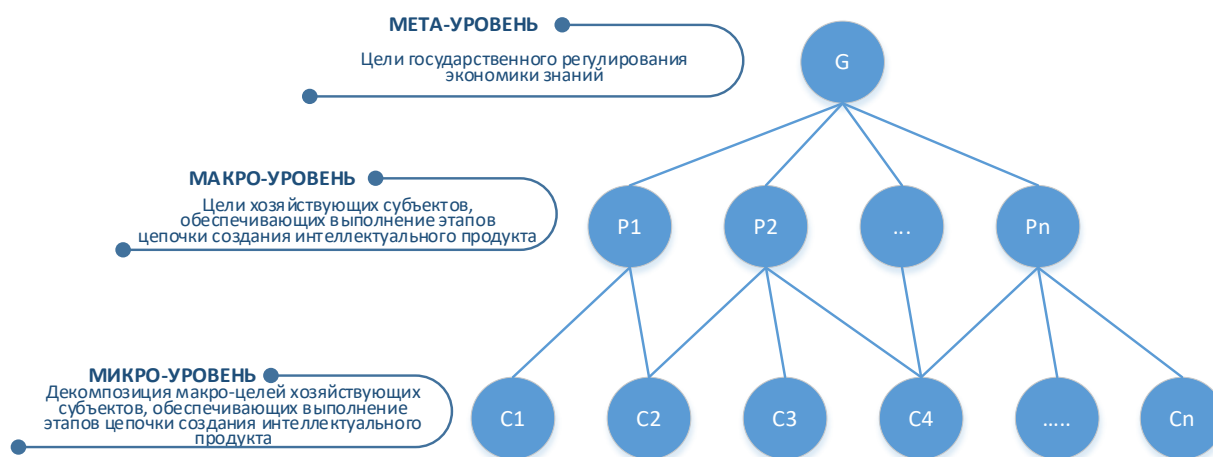 МЕТА-УРОВЕНЬ
Цели государственного регулирования
экономики знаний
G
МАКРО-УРОВЕНЬ
Цели хозяйствующих субъектов,
обеспечивающих выполнение этапов
цепочки создания интеллектуального продукта
P1
P2
...
Pn
МИКРО-УРОВЕНЬ
Декомпозиция макро-целей хозяйствующих
субъектов, обеспечивающих выполнение
этапов цепочки создания интеллектуального
продукта
C1
C2
C3
C4
.....
Cn